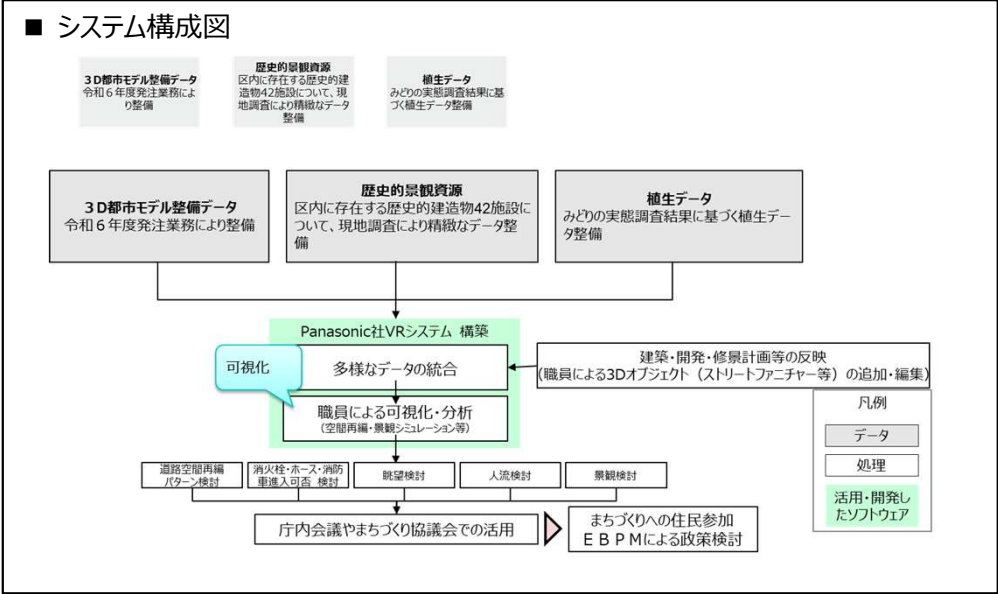 ■ システム構成図
3D都市モデル整備データ
令和６年度発注業務によ
り整備
歴史的景観資源
区内に存在する歴史的建
造物42施設について、現
地調査により精緻なデータ
整備
植生データ
みどりの実態調査結果に基
づく植生データ整備
3D都市モデル整備データ
令和６年度発注業務により整備
歴史的景観資源
区内に存在する歴史的建造物42施設に
ついて、現地調査により精緻なデータ整
備
植生データ
みどりの実態調査結果に基づく植生デー
タ整備
Panasonic社VRシステム 構築
可視化
多様なデータの統合
建築・開発・修景計画等の反映
(職員による3Dオブジェクト（ストリートファニチャー等）の追加・編集)
職員による可視化・分析
(空間再編・景観シミュレーション等)
凡例
データ
処理
活用・開発し
たソフトウェア
道路空間再編
パターン検討
消火栓・ホース・消防
車進入可否 検討
眺望検討
人流検討
景観検討
庁内会議やまちづくり協議会での活用
まちづくりへの住民参加
ＥＢＰＭによる政策検討